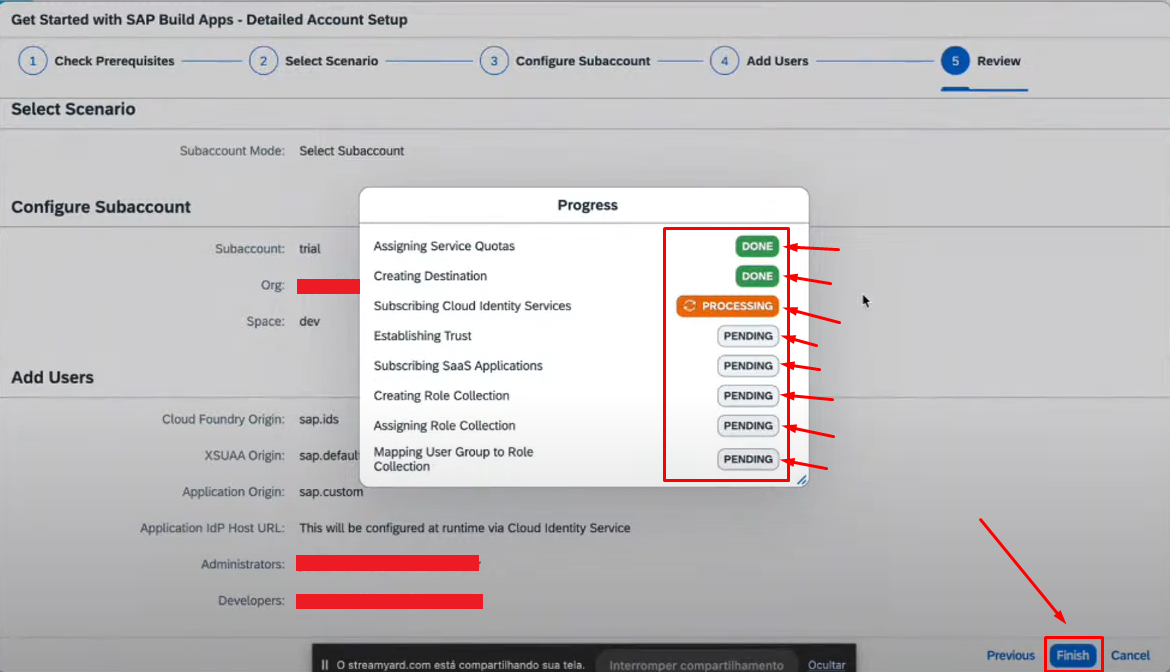 Get Started with SAP Build Apps - Detailed Account Setup
1 Check Prerequisites 2 Select Scenario 3 Configure Subaccount 4 Add Users 5 Review
Select Scenario
Subaccount Mode: Select Subaccount
Configure Subaccount
Subaccount: trial
Org:
Space: dev
Add Users
Cloud Foundry Origin: sap.ids
XSUAA Origin: sap.defaul
Application Origin: sap.custom
Application IdP Host URL: This will be configured at runtime via Cloud Identity Service
Administrators:
Developers:
Progress
Assigning Service Quotas DONE
Creating Destination DONE
Subscribing Cloud Identity Services PROCESSING
Establishing Trust PENDING
Subscribing SaaS Applications PENDING
Creating Role Collection PENDING
Assigning Role Collection PENDING
Mapping User Group to Role
Collection PENDING
Previous Finish Cancel
O streamyard.com está compartilhando sua tela. Interromper compartilhamento Ocultar